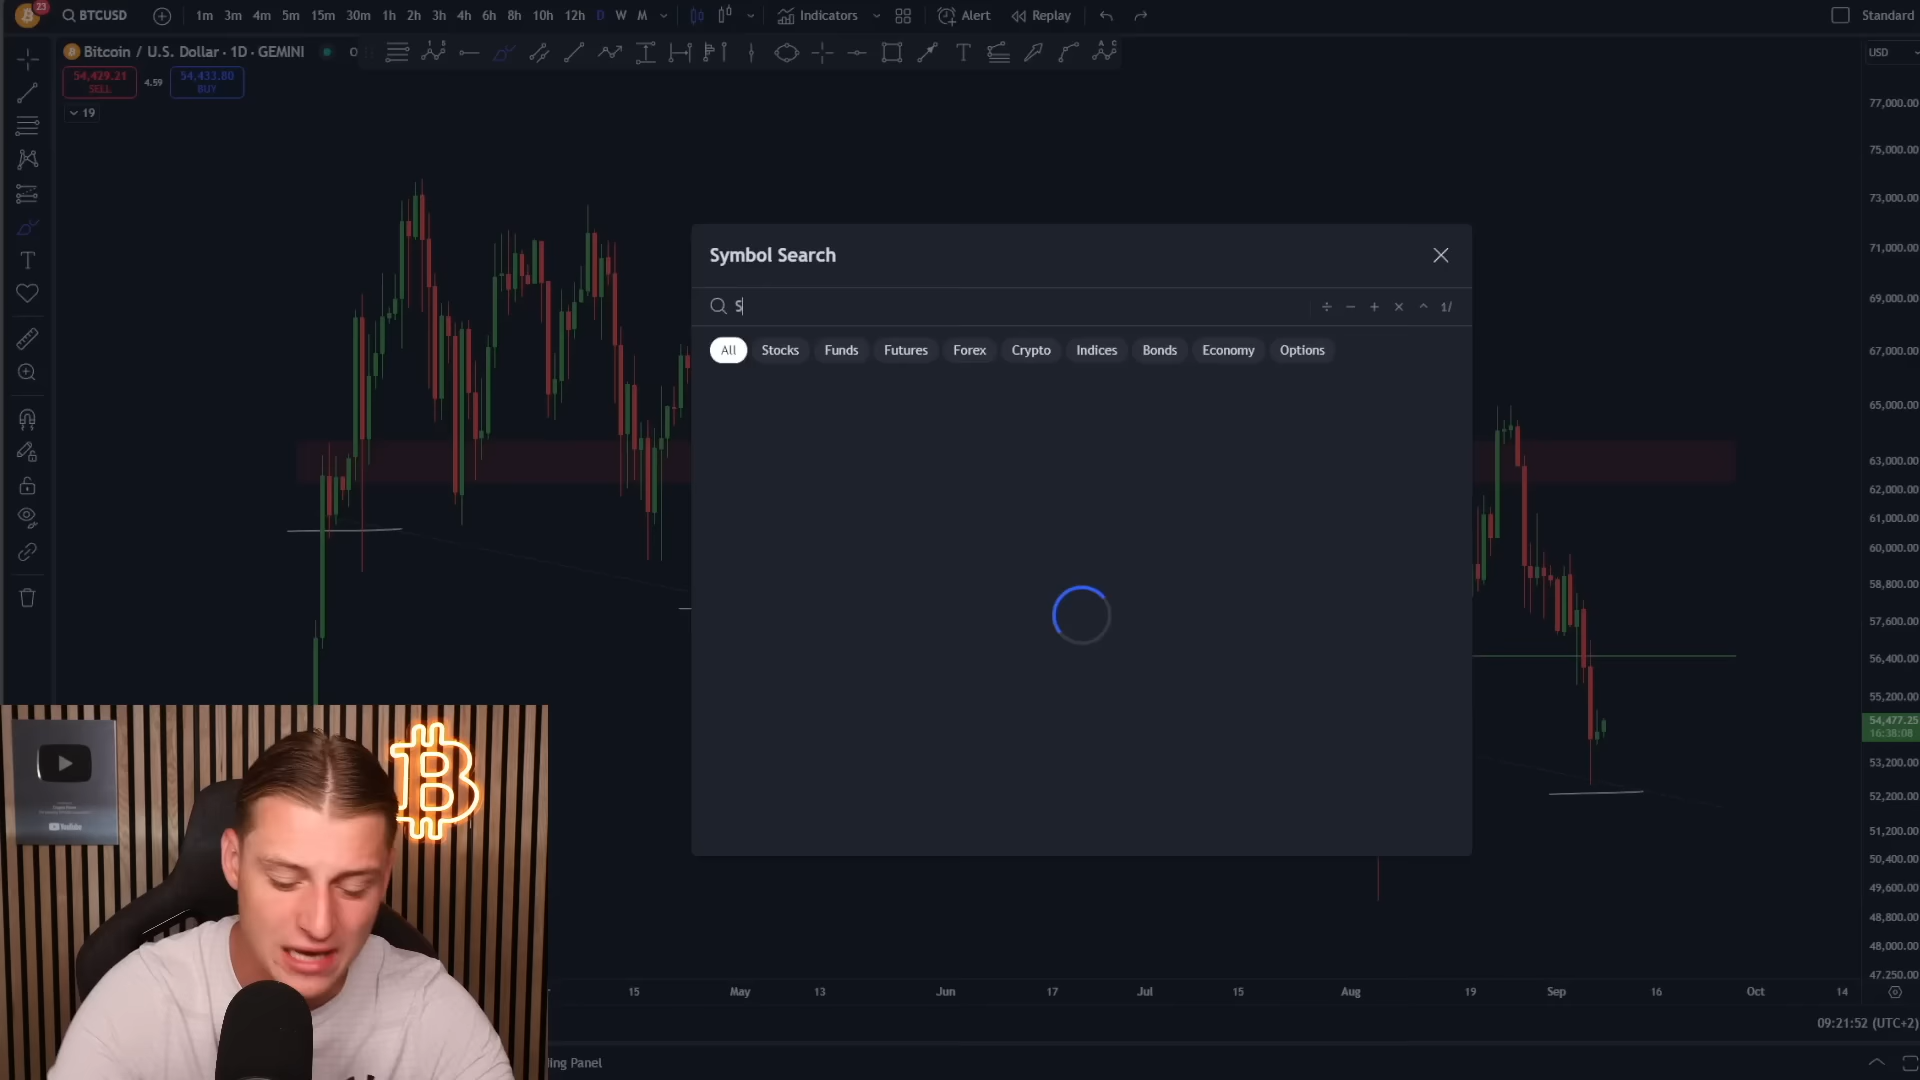 23
BTCUSD
1m 3m 4m 5m 15m 30m 1h 2h 3h 4h 6h 8h 10h 12h D W M
Indicators
Alert
Replay
Standard
Bitcoin / U.S. Dollar · 1D · GEMINI
O
USD
54,429.21
SELL
4.59
54,433.80
BUY
19
Symbol Search
S
1/
All
Stocks
Funds
Futures
Forex
Crypto
Indices
Bonds
Economy
Options
77,000.00
75,000.00
73,000.00
71,000.00
69,000.00
67,000.00
65,000.00
63,000.00
62,000.00
61,000.00
60,000.00
58,800.00
57,600.00
56,400.00
55,200.00
54,477.25
16:38:08
53,200.00
52,200.00
51,200.00
50,400.00
49,600.00
48,800.00
48,000.00
47,250.00
15
May
13
Jun
17
Jul
15
Aug
19
Sep
16
Oct
14
09:21:52 (UTC+2)
ing Panel
YouTube